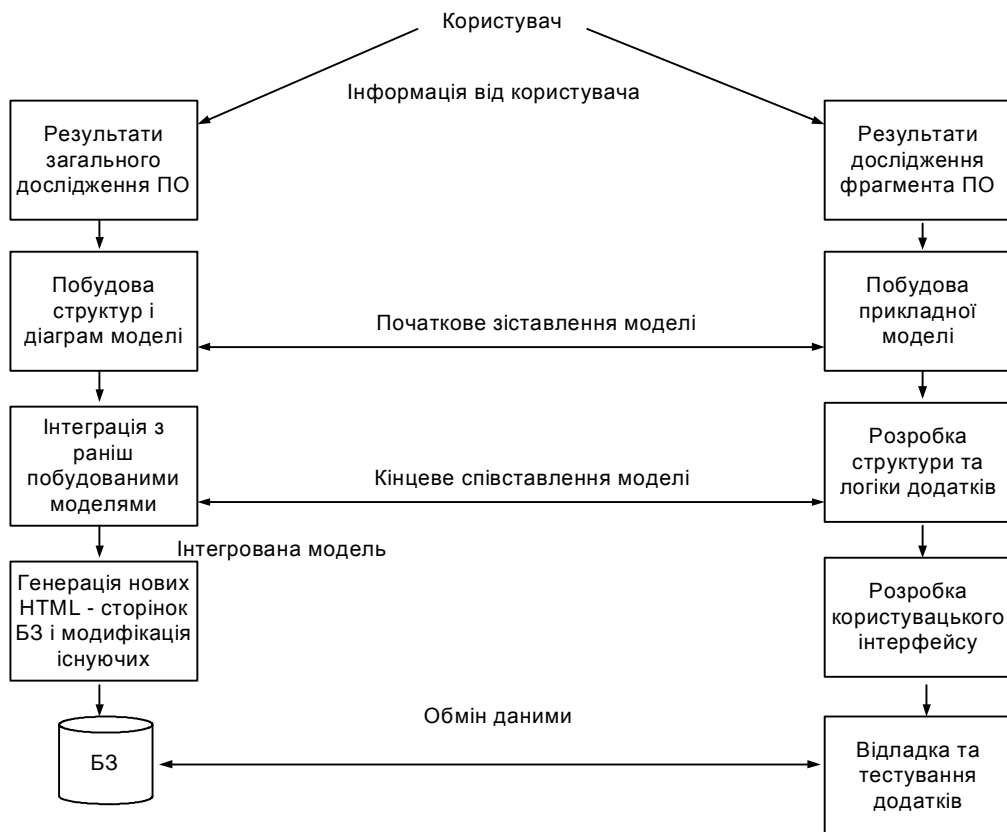 Користувач
Інформація від користувача
Результати
загального
дослідження ПО
Результати
дослідження
фрагмента ПО
Побудова
структур і
діаграм моделі
Початкове зіставлення моделі
Побудова
прикладної
моделі
Інтеграція з
раніш
побудованими
моделями
Кінцеве співставлення моделі
Розробка
структури та
логіки додатків
Інтегрована модель
Генерація нових
HTML - сторінок
БЗ і модифікація
існуючих
Розробка
користувацького
інтерфейсу
БЗ
Обмін даними
Відладка та
тестування
додатків